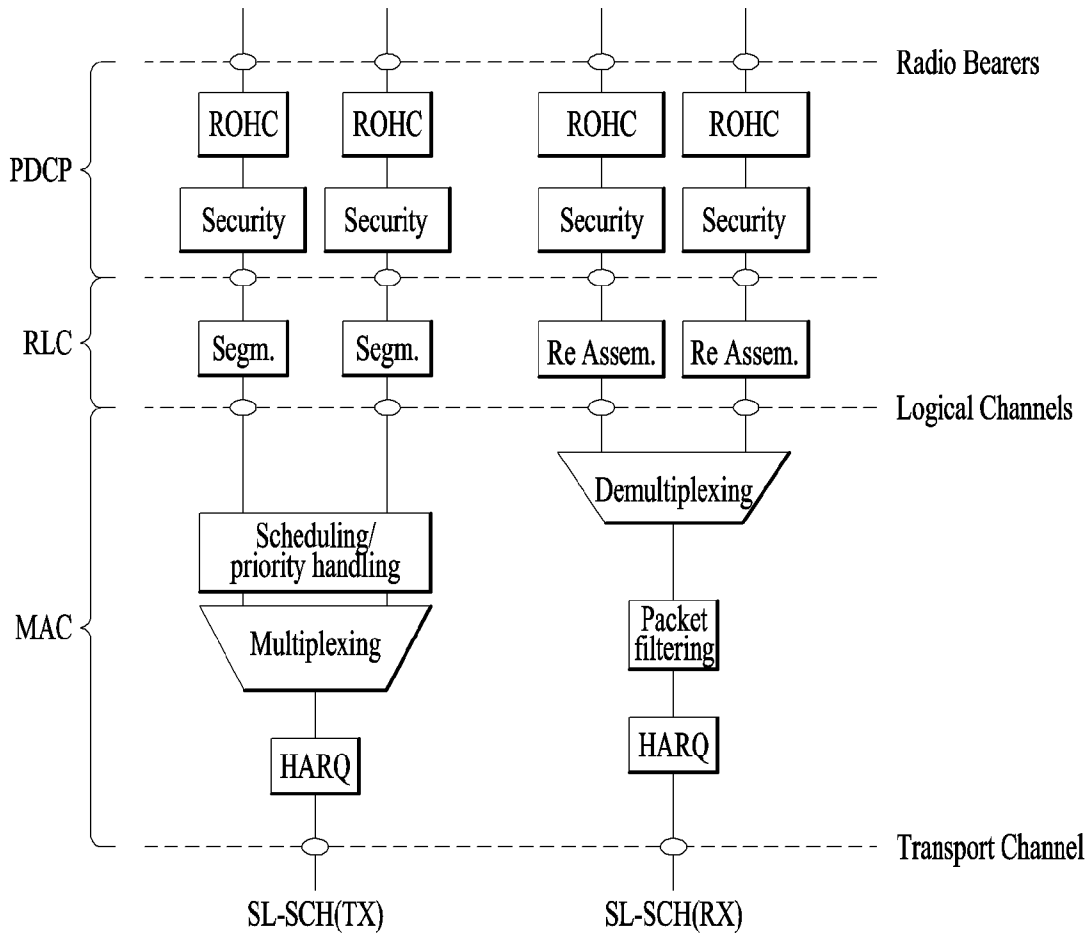 Radio Bearers
ROHC
ROHC
ROHC
ROHC
PDCP
Security
Security
Security
Security
RLC
Segm.
Segm.
Re Assem.
Re Assem.
Logical Channels
Demultiplexing
Scheduling/
priority handling
MAC
Multiplexing
Packet
filtering
HARQ
HARQ
Transport Channel
SL-SCH(TX)
SL-SCH(RX)